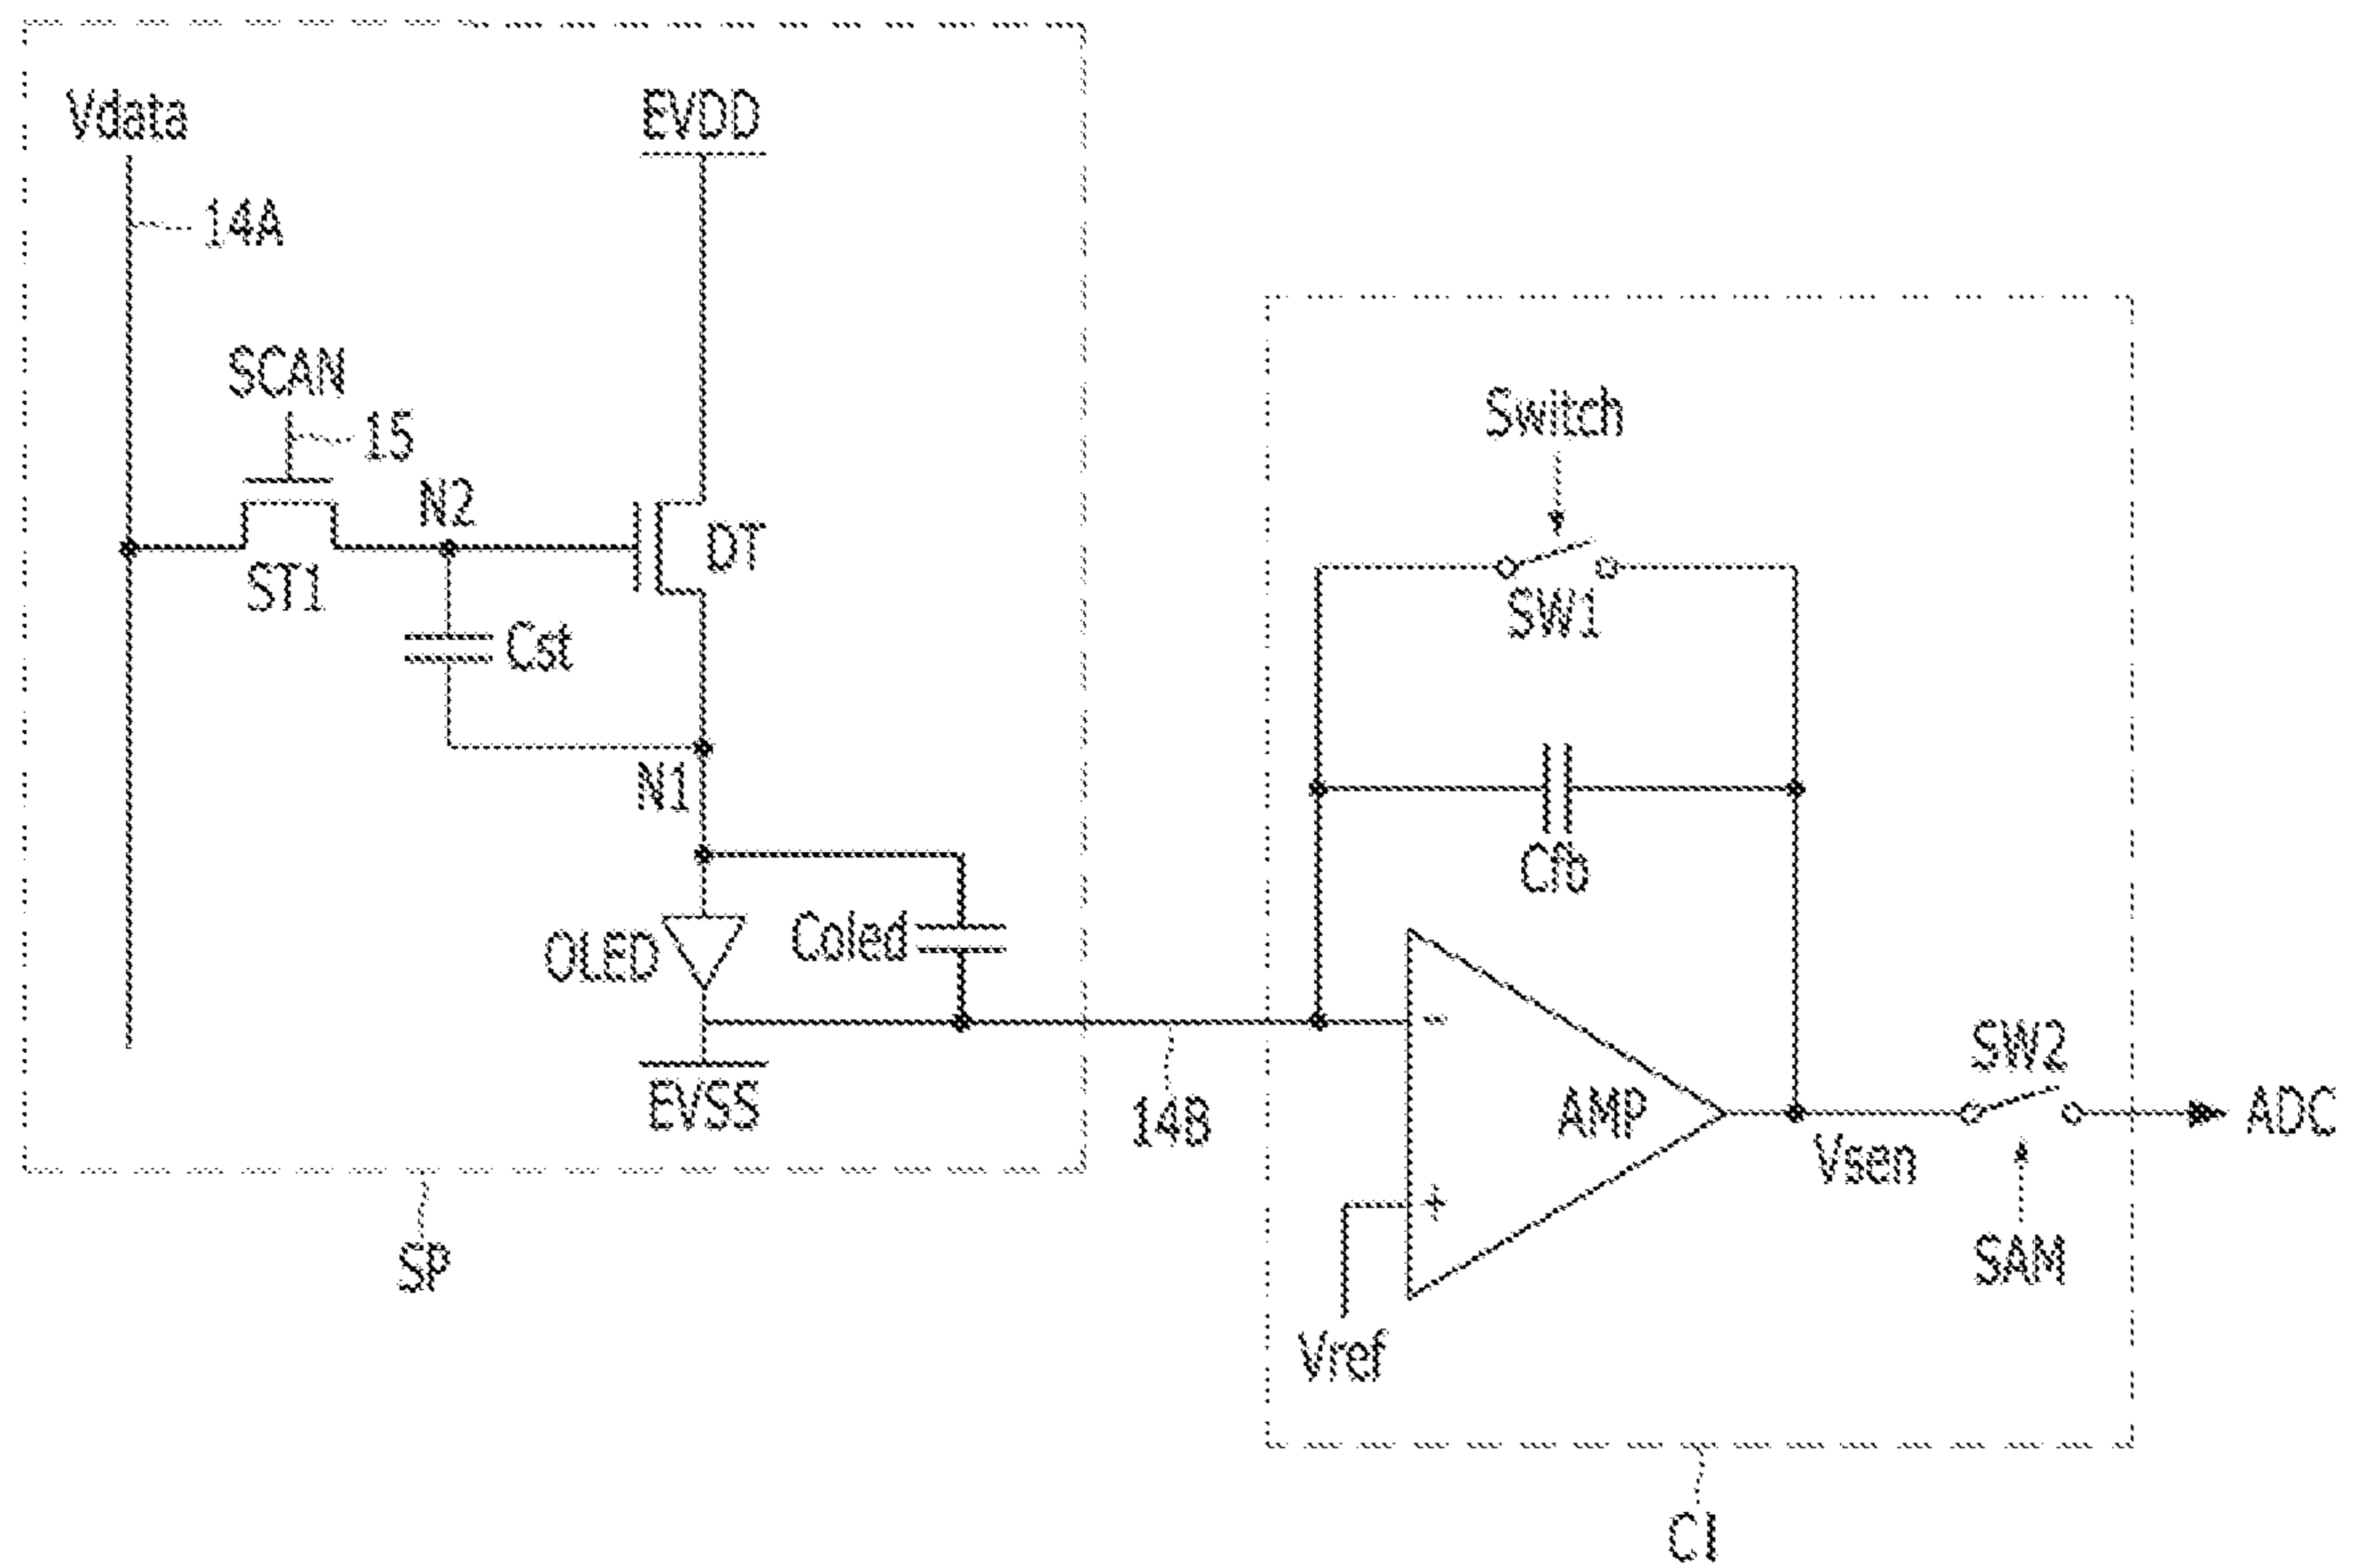 Vdata
EVDD
14A
SCAN
15
N2
DT
ST1
Cst
N1
OLED
Coled
EVSS
14B
SP
Switch
SW1
Cfb
-
AMP
+
Vref
Vsen
SW2
SAM
ADC
CI